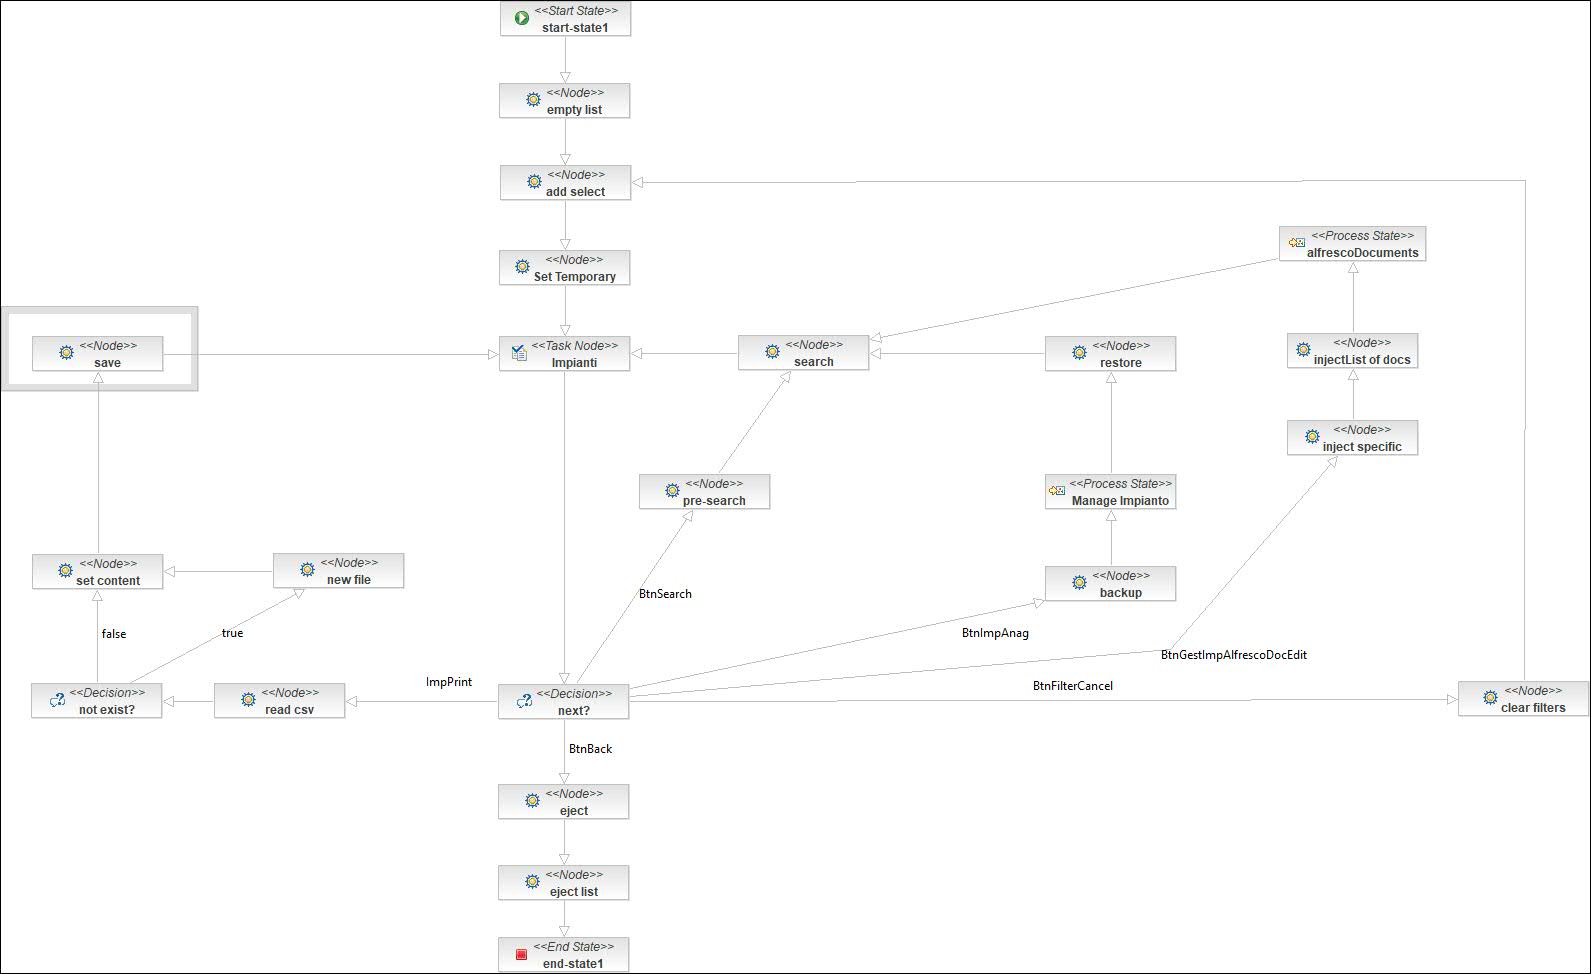 <<Start State>>
start-state1
<<Node>>
empty list
<<Node>>
add select
<<Node>>
Set Temporary
<<Process State>>
alfrescoDocuments
<<Node>>
save
<<Task Node>>
Impianti
<<Node>>
search
<<Node>>
restore
<<Node>>
injectList of docs
<<Node>>
inject specific
<<Node>>
pre-search
<<Process State>>
Manage Impianto
<<Node>>
set content
<<Node>>
new file
<<Node>>
backup
BtnSearch
false
true
BtnImpAnag
BtnGestImpAlfrescoDocEdit
ImpPrint
BtnFilterCancel
<<Decision>>
not exist?
<<Node>>
read csv
<<Decision>>
next?
<<Node>>
clear filters
BtnBack
<<Node>>
eject
<<Node>>
eject list
<<End State>>
end-state1